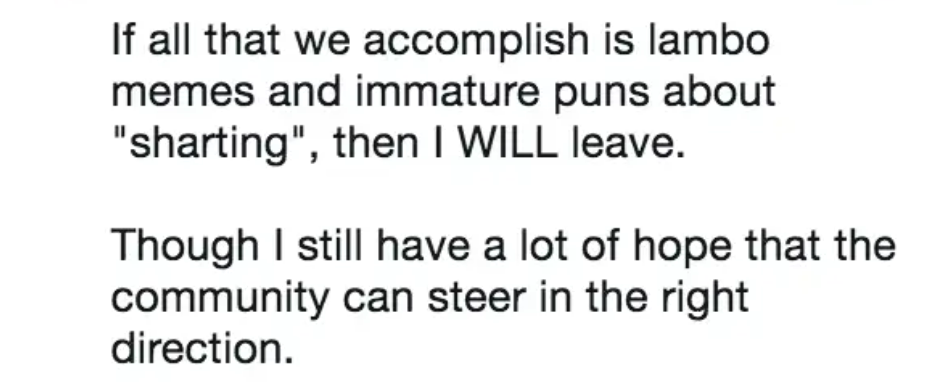 If all that we accomplish is lambo
memes and immature puns about
"sharting", then I WILL leave.
Though I still have a lot of hope that the
community can steer in the right
direction.